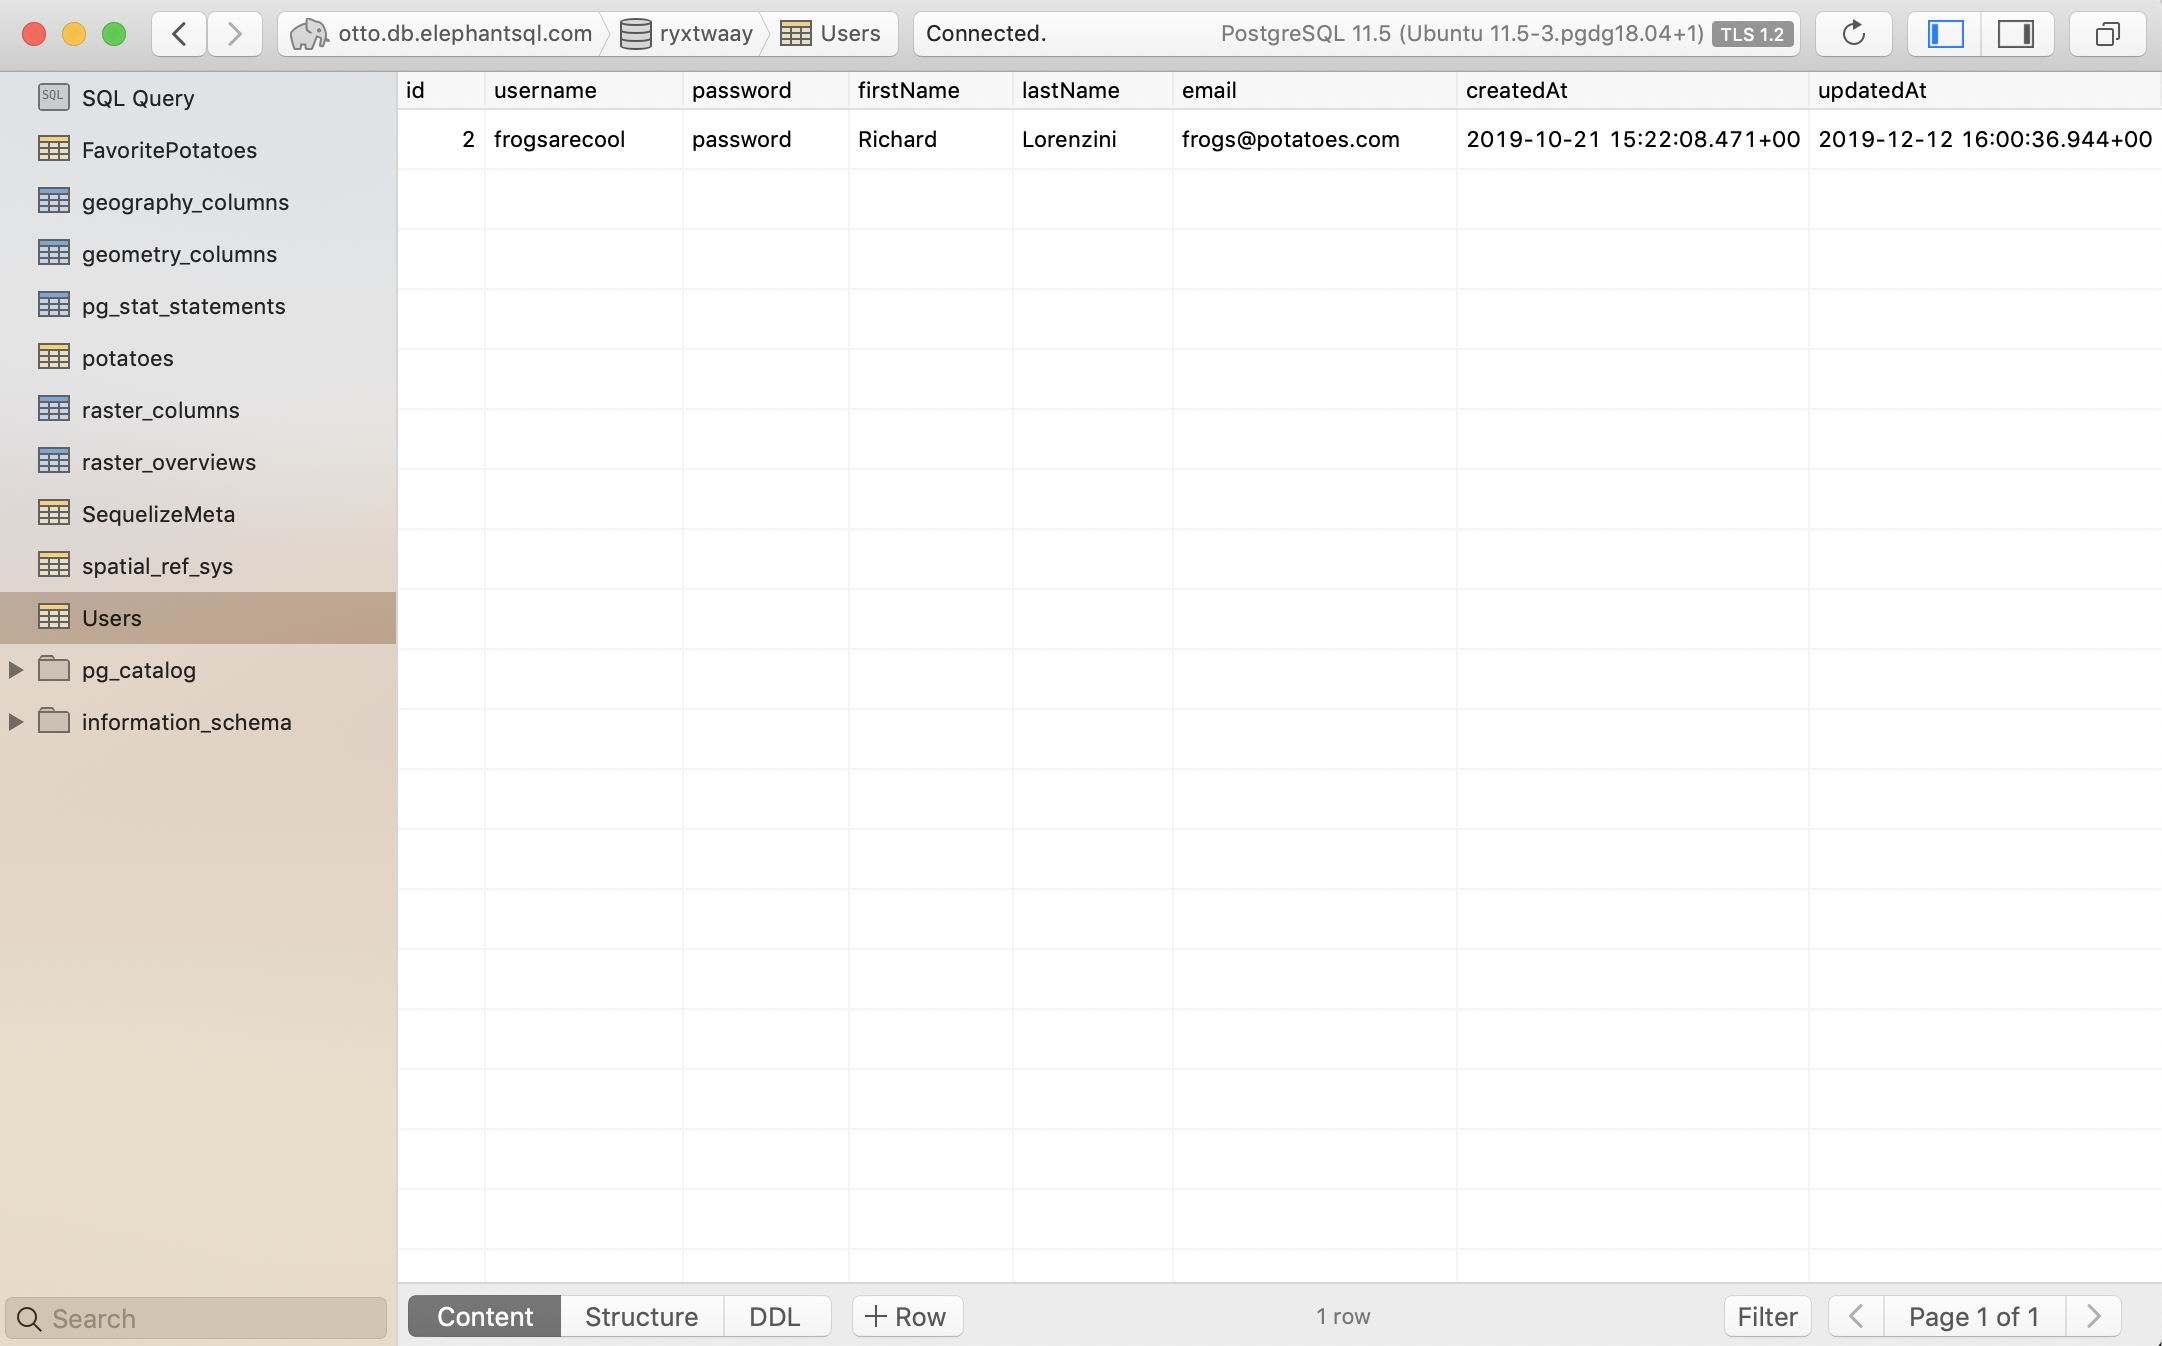 otto.db.elephantsql.com ryxtwaay Users Connected. PostgreSQL 11.5 (Ubuntu 11.5-3.pgdg18.04+1) TLS 1.2
SQL SQL Query
FavoritePotatoes
geography_columns
geometry_columns
pg_stat_statements
potatoes
raster_columns
raster_overviews
SequelizeMeta
spatial_ref_sys
Users
pg_catalog
information_schema
Search
id username password firstName lastName email createdAt updatedAt
2 frogsarecool password Richard Lorenzini frogs@potatoes.com 2019-10-21 15:22:08.471+00 2019-12-12 16:00:36.944+00
Content Structure DDL + Row 1 row Filter Page 1 of 1